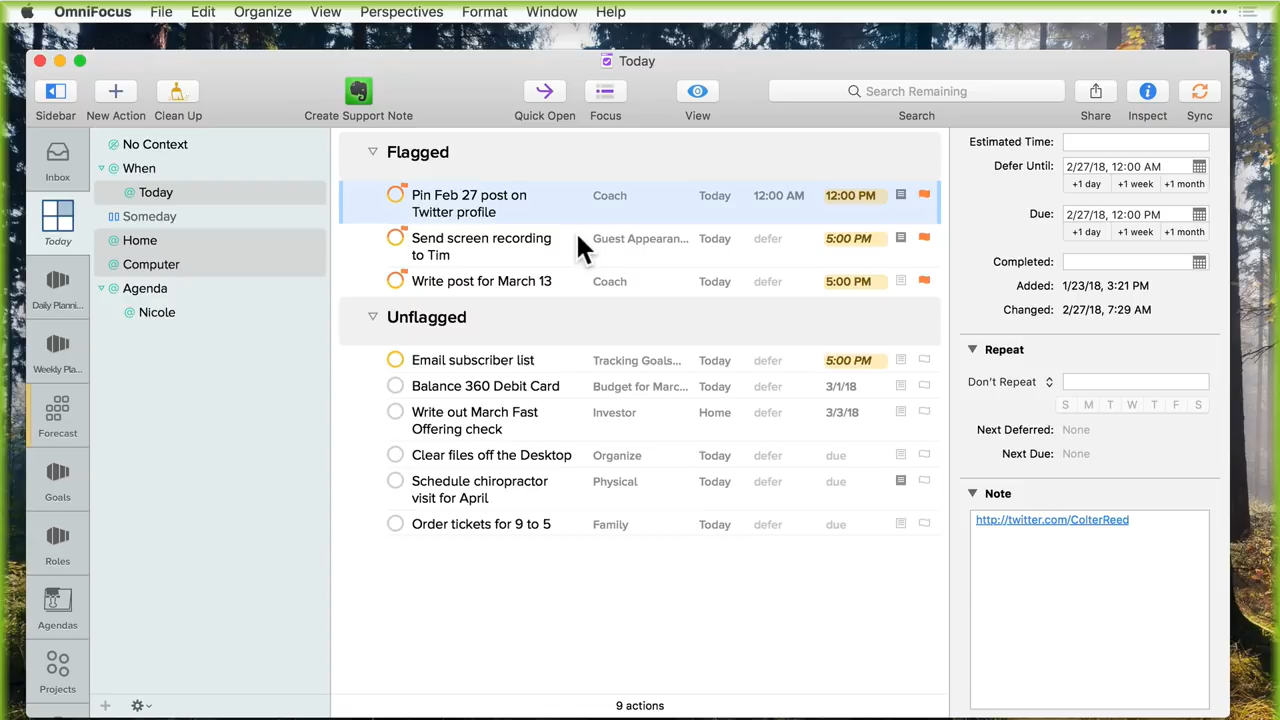 OmniFocus File Edit Organize View Perspectives Format Window Help
Today
Sidebar New Action Clean Up Create Support Note Quick Open Focus View Search Remaining Search Share Inspect Sync
Inbox
Today
Daily Planni...
Weekly Pla...
Forecast
Goals
Roles
Agendas
Projects
No Context
When
Today
Someday
Home
Computer
Agenda
Nicole
Flagged
Pin Feb 27 post on Coach Today 12:00 AM 12:00 PM
Twitter profile
Send screen recording Guest Appearan... Today defer 5:00 PM
to Tim
Write post for March 13 Coach Today defer 5:00 PM
Unflagged
Email subscriber list Tracking Goals... Today defer 5:00 PM
Balance 360 Debit Card Budget for Marc... Today defer 3/1/18
Write out March Fast Investor Home defer 3/3/18
Offering check
Clear files off the Desktop Organize Today defer due
Schedule chiropractor Physical Today defer due
visit for April
Order tickets for 9 to 5 Family Today defer due
9 actions
Estimated Time:
Defer Until: 2/27/18, 12:00 AM
+1 day +1 week +1 month
Due: 2/27/18, 12:00 PM
+1 day +1 week +1 month
Completed:
Added: 1/23/18, 3:21 PM
Changed: 2/27/18, 7:29 AM
Repeat
Don't Repeat
S M T W T F S
Next Deferred: None
Next Due: None
Note
http://twitter.com/ColterReed